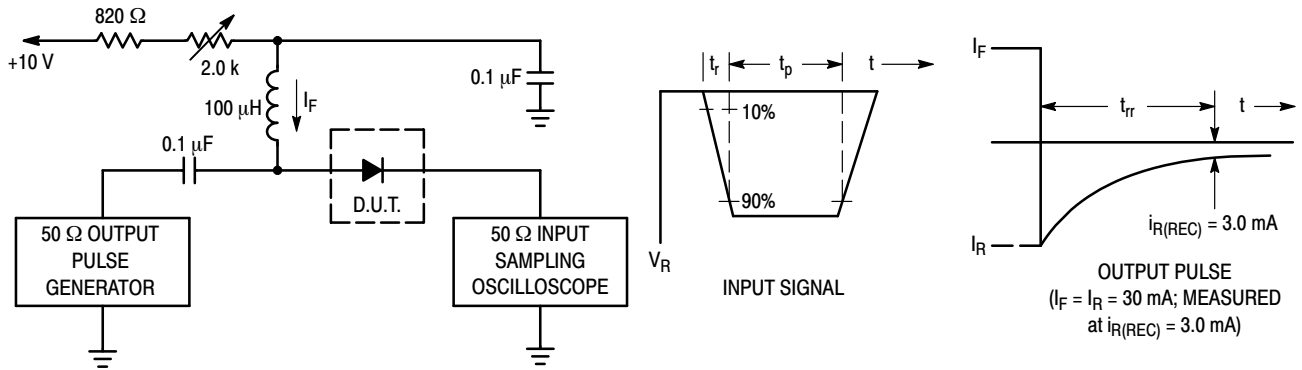 820 Ω
+10 V
2.0 k
100 μH
I_F
0.1 μF
0.1 μF
D.U.T.
50 Ω OUTPUT
PULSE
GENERATOR
50 Ω INPUT
SAMPLING
OSCILLOSCOPE
t_r
t_p
t
10%
90%
V_R
INPUT SIGNAL
I_F
t_rr
t
I_R
i_R(REC) = 3.0 mA
OUTPUT PULSE
(I_F = I_R = 30 mA; MEASURED
at i_R(REC) = 3.0 mA)